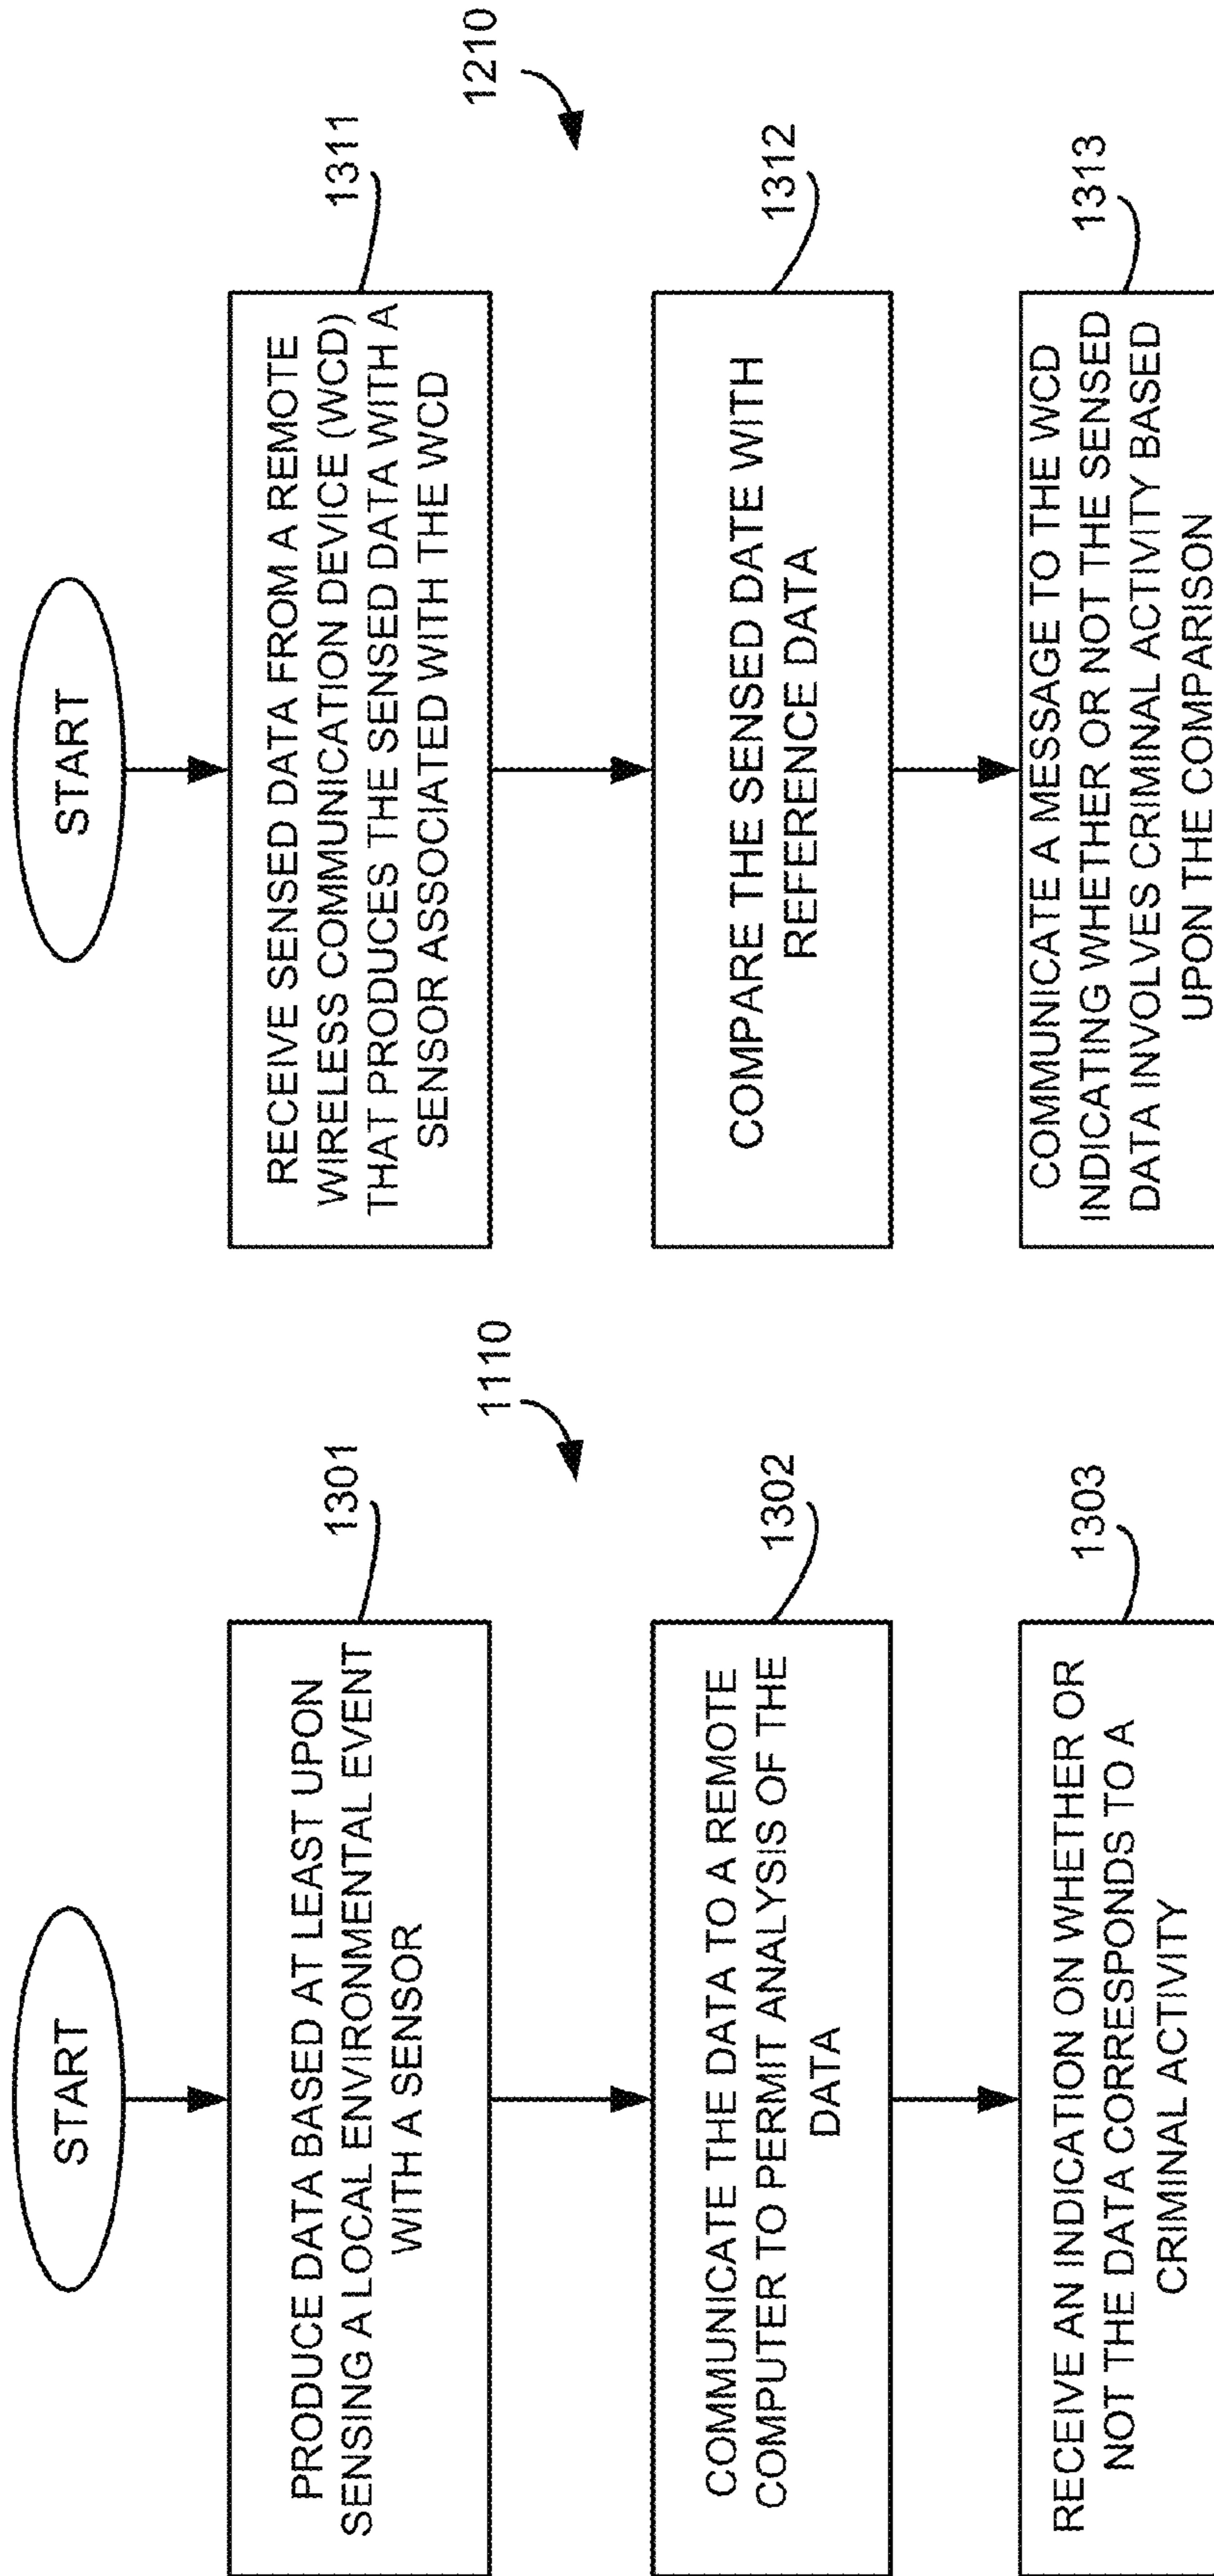 START
1301
PRODUCE DATA BASED AT LEAST UPON
SENSING A LOCAL ENVIRONMENTAL EVENT
WITH A SENSOR
1110
1302
COMMUNICATE THE DATA TO A REMOTE
COMPUTER TO PERMIT ANALYSIS OF THE
DATA
1303
RECEIVE AN INDICATION ON WHETHER OR
NOT THE DATA CORRESPONDS TO A
CRIMINAL ACTIVITY
START
1311
RECEIVE SENSED DATA FROM A REMOTE
WIRELESS COMMUNICATION DEVICE (WCD)
THAT PRODUCES THE SENSED DATA WITH A
SENSOR ASSOCIATED WITH THE WCD
1210
1312
COMPARE THE SENSED DATE WITH
REFERENCE DATA
1313
COMMUNICATE A MESSAGE TO THE WCD
INDICATING WHETHER OR NOT THE SENSED
DATA INVOLVES CRIMINAL ACTIVITY BASED
UPON THE COMPARISON